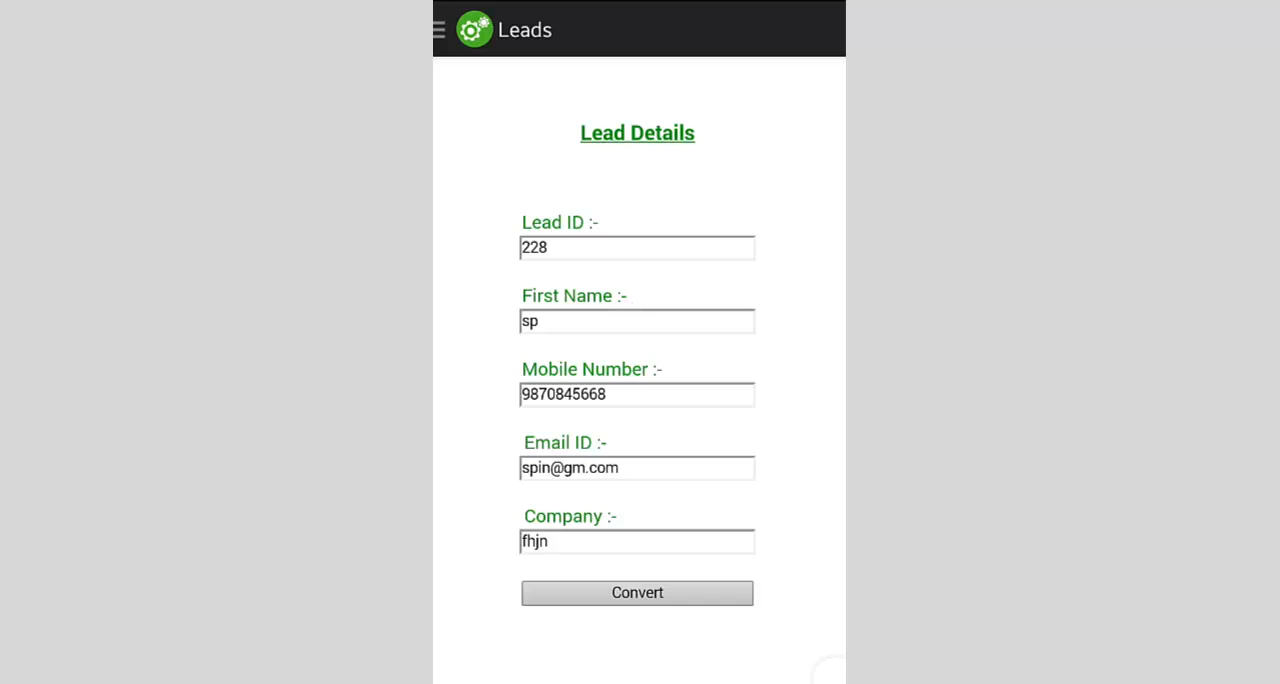 Leads
Lead Details
Lead ID :-
228
First Name :-
sp
Mobile Number :-
9870845668
Email ID :-
spin@gm.com
Company :-
fhjn
Convert